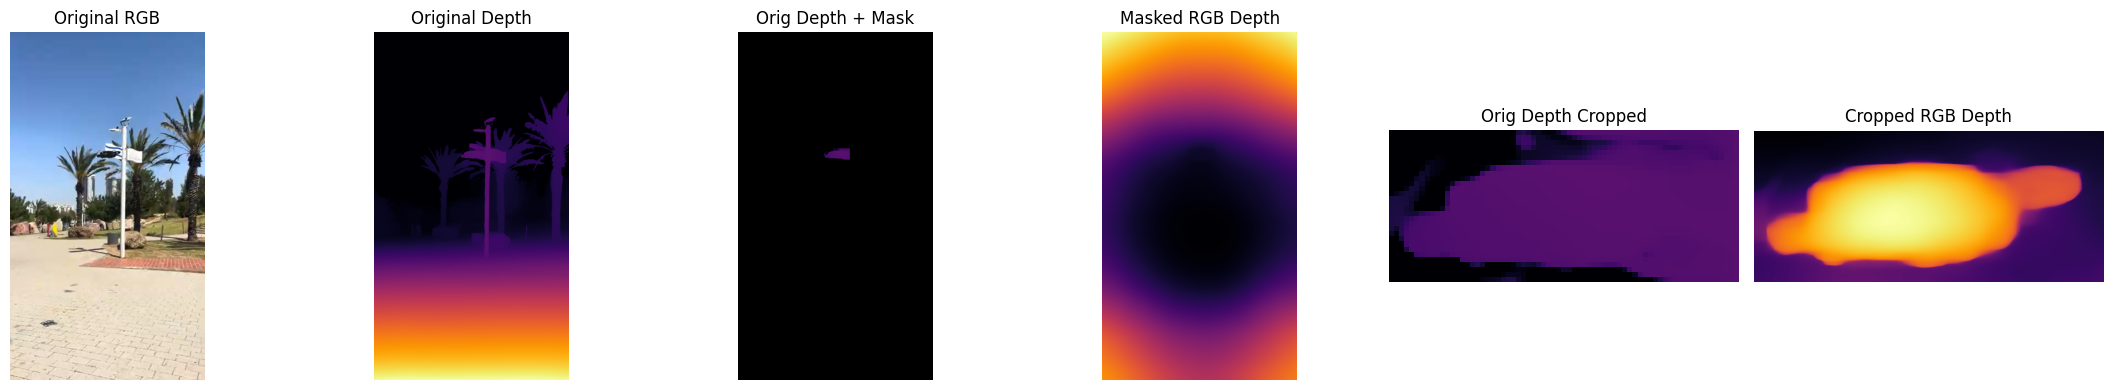 Original RGB
Original Depth
Orig Depth + Mask
Masked RGB Depth
Orig Depth Cropped
Cropped RGB Depth